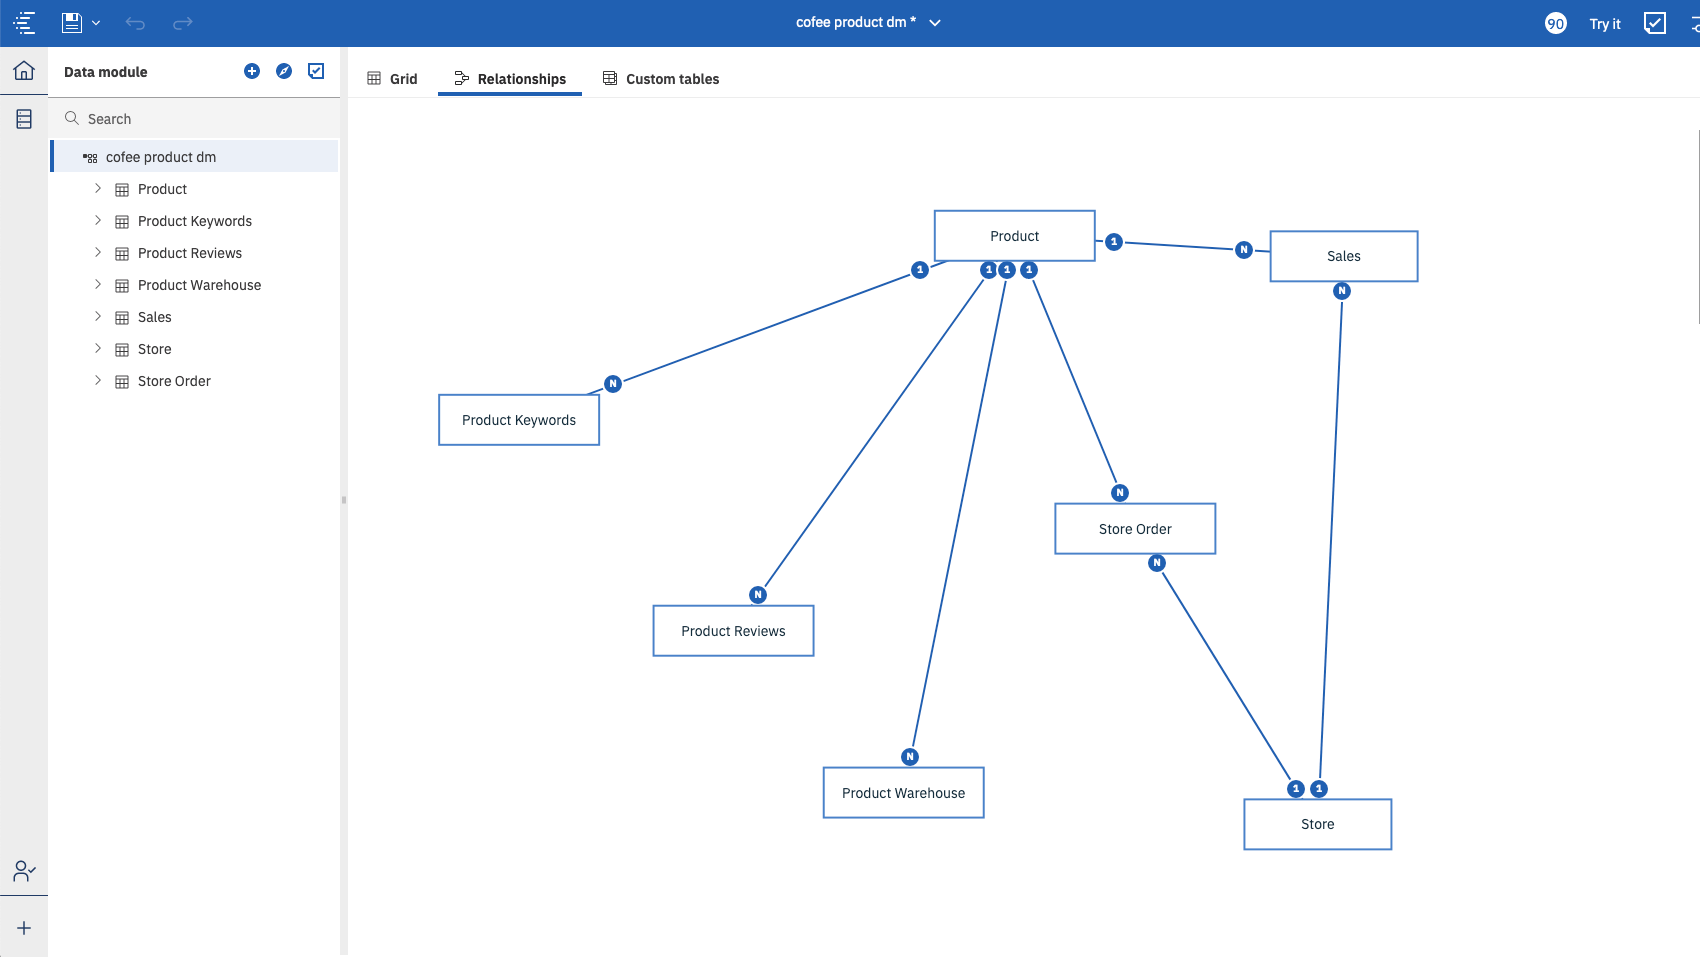 cofee product dm *
90
Try it
Data module
Grid
Relationships
Custom tables
Search
cofee product dm
Product
Product Keywords
Product Reviews
Product Warehouse
Sales
Store
Store Order
Product
1
N
Sales
1
1
1
1
N
N
Product Keywords
N
Store Order
N
N
Product Reviews
N
Product Warehouse
1
1
Store